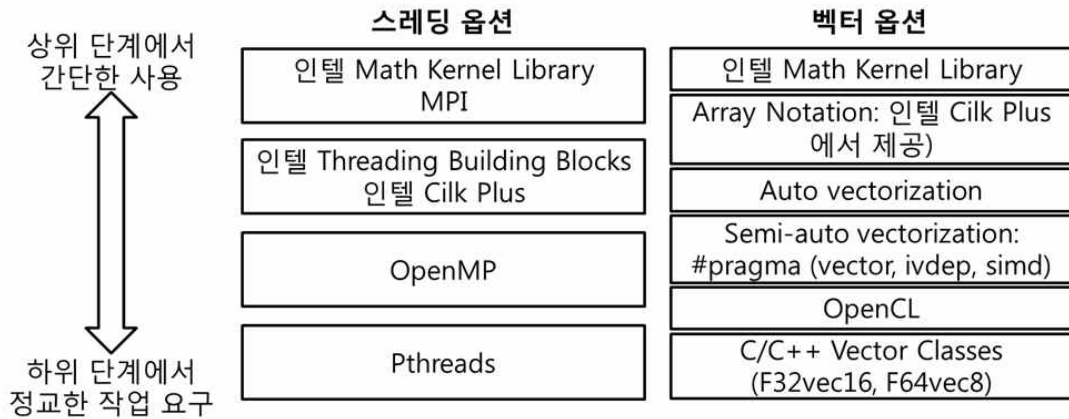 상위 단계에서
간단한 사용
하위 단계에서
정교한 작업 요구
스레딩 옵션
인텔 Math Kernel Library
MPI
인텔 Threading Building Blocks
인텔 Cilk Plus
OpenMP
Pthreads
벡터 옵션
인텔 Math Kernel Library
Array Notation: 인텔 Cilk Plus
에서 제공)
Auto vectorization
Semi-auto vectorization:
#pragma (vector, ivdep, simd)
OpenCL
C/C++ Vector Classes
(F32vec16, F64vec8)